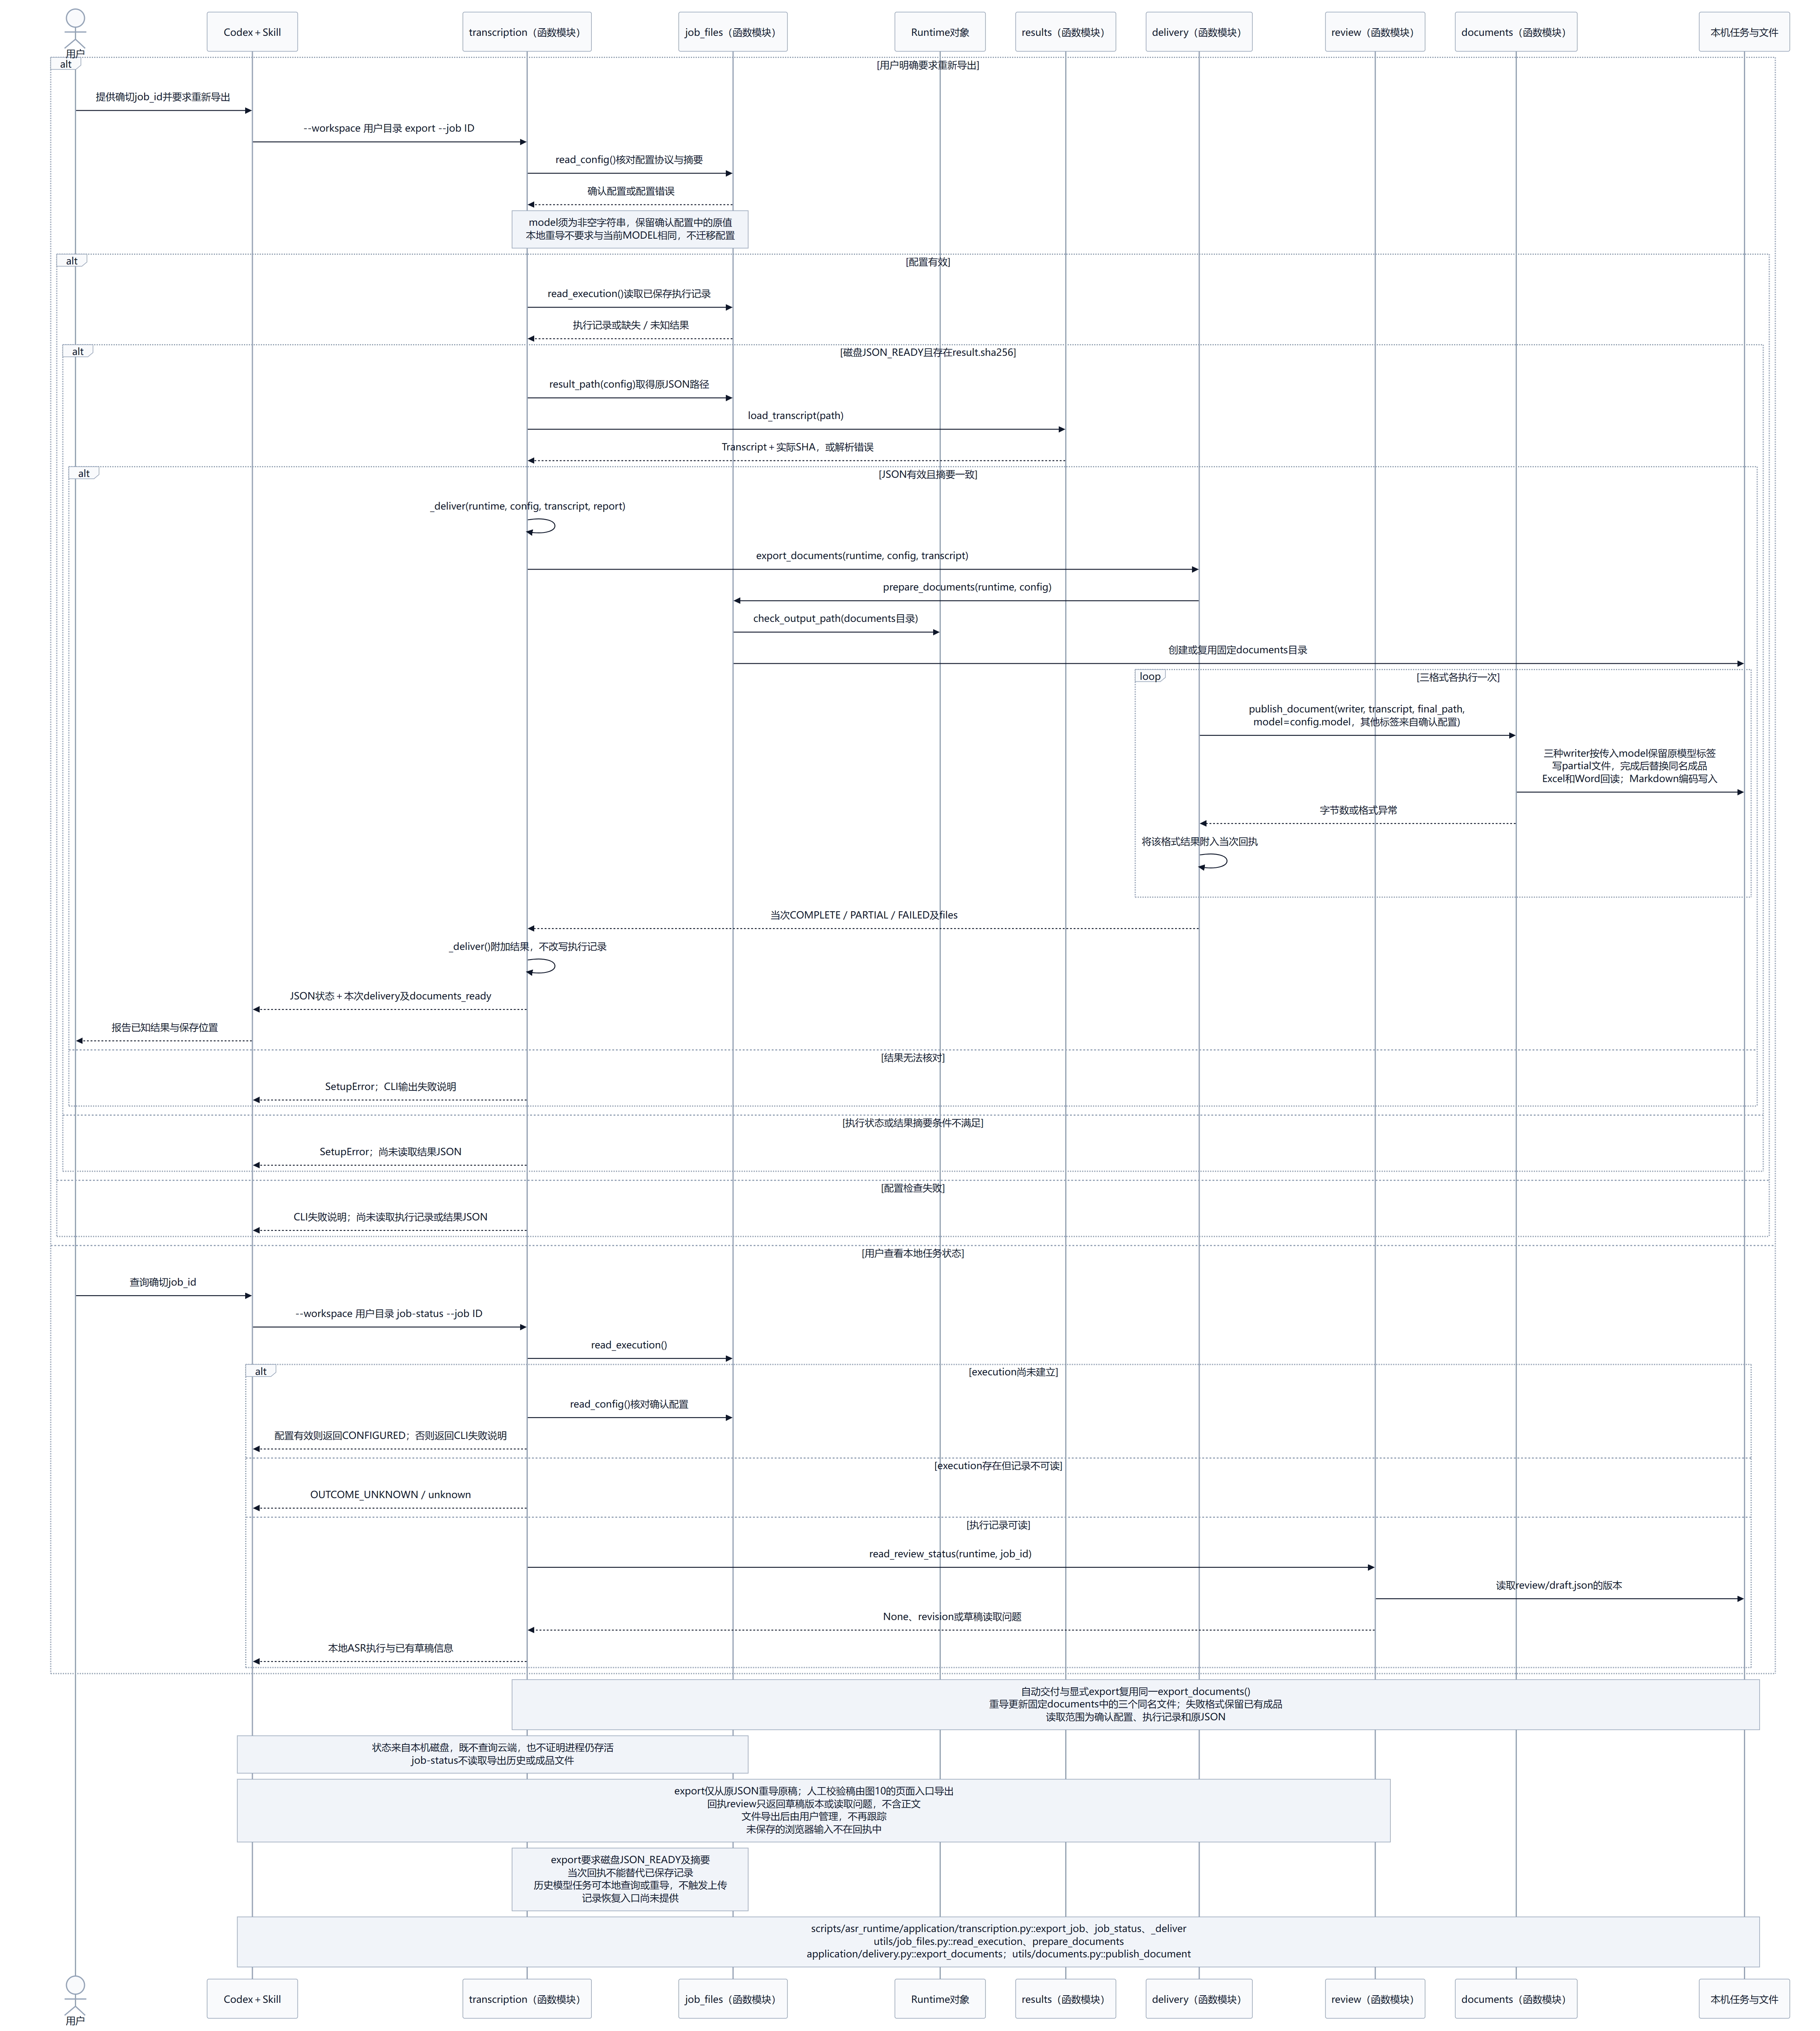 用户
Codex + Skill
transcription（函数模块）
job_files（函数模块）
Runtime对象
results（函数模块）
delivery（函数模块）
review（函数模块）
documents（函数模块）
本机任务与文件
alt
[用户明确要求重新导出]
提供确切job_id并要求重新导出
--workspace 用户目录 export --job ID
read_config()核对配置协议与摘要
确认配置或配置错误
model须为非空字符串，保留确认配置中的原值
本地重导不要求与当前MODEL相同，不迁移配置
alt
[配置有效]
read_execution()读取已保存执行记录
执行记录或缺失 / 未知结果
alt
[磁盘JSON_READY且存在result.sha256]
result_path(config)取得原JSON路径
load_transcript(path)
Transcript + 实际SHA，或解析错误
alt
[JSON有效且摘要一致]
_deliver(runtime, config, transcript, report)
export_documents(runtime, config, transcript)
prepare_documents(runtime, config)
check_output_path(documents目录)
创建或复用固定documents目录
loop
[三格式各执行一次]
publish_document(writer, transcript, final_path,
model=config.model，其他标签来自确认配置)
三种writer按传入model保留原模型标签
写partial文件，完成后替换同名成品
Excel和Word回读；Markdown编码写入
字节数或格式异常
将该格式结果附入当次回执
当次COMPLETE / PARTIAL / FAILED及files
_deliver()附加结果，不改写执行记录
JSON状态 + 本次delivery及documents_ready
报告已知结果与保存位置
[结果无法核对]
SetupError；CLI输出失败说明
[执行状态或结果摘要条件不满足]
SetupError；尚未读取结果JSON
[配置检查失败]
CLI失败说明；尚未读取执行记录或结果JSON
[用户查看本地任务状态]
查询确切job_id
--workspace 用户目录 job-status --job ID
read_execution()
alt
[execution尚未建立]
read_config()核对确认配置
配置有效则返回CONFIGURED；否则返回CLI失败说明
[execution存在但记录不可读]
OUTCOME_UNKNOWN / unknown
[执行记录可读]
read_review_status(runtime, job_id)
读取review/draft.json的版本
None、revision或草稿读取问题
本地ASR执行与已有草稿信息
自动交付与显式export复用同一export_documents()
重导更新固定documents中的三个同名文件；失败格式保留已有成品
读取范围为确认配置、执行记录和原JSON
状态来自本机磁盘，既不查询云端，也不证明进程仍存活
job-status不读取导出历史或成品文件
export仅从原JSON重导原稿；人工校验稿由图10的页面入口导出
回执review只返回草稿版本或读取问题，不含正文
文件导出后由用户管理，不再跟踪
未保存的浏览器输入不在回执中
export要求磁盘JSON_READY及摘要
当次回执不能替代已保存记录
历史模型任务可本地查询或重导，不触发上传
记录恢复入口尚未提供
scripts/asr_runtime/application/transcription.py::export_job、job_status、_deliver
utils/job_files.py::read_execution、prepare_documents
application/delivery.py::export_documents；utils/documents.py::publish_document
用户
Codex + Skill
transcription（函数模块）
job_files（函数模块）
Runtime对象
results（函数模块）
delivery（函数模块）
review（函数模块）
documents（函数模块）
本机任务与文件